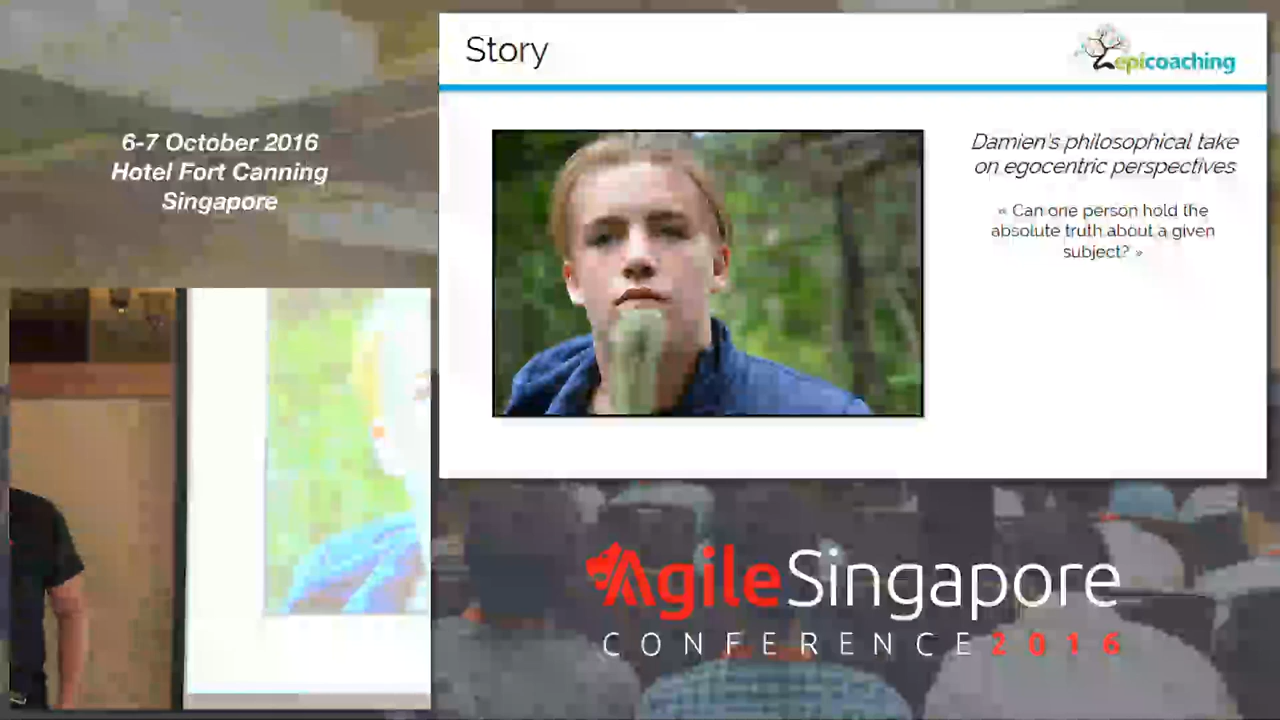 6-7 October 2016
Hotel Fort Canning
Singapore
Story
epicoaching
Damien's philosophical take
on egocentric perspectives
« Can one person hold the
absolute truth about a given
subject? »
AgileSingapore
CONFERENCE 2016